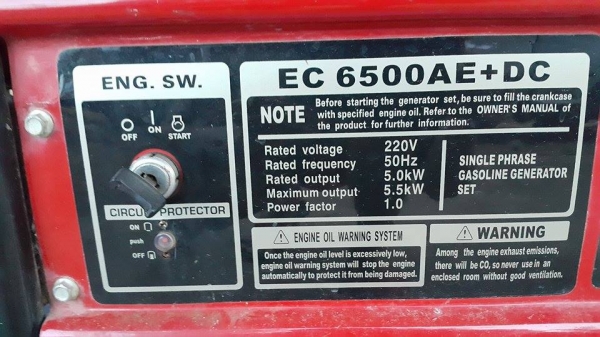 ENG. SW.
OFF
ON
START
CIRCUIT PROTECTOR
ON
push
OFF
EC 6500AE+DC
NOTE
Before starting the generator set, be sure to fill the crankcase
with specified engine oil. Refer to the OWNER'S MANUAL of
the product for further information.
Rated voltage 220V
Rated frequency 50Hz
Rated output 5.0kW
Maximum output 5.5kW
Power factor 1.0
SINGLE PHRASE
GASOLINE GENERATOR
SET
ENGINE OIL WARNING SYSTEM
Once the engine oil level is excessively low,
engine oil warning system will stop the engine
automatically to protect it from being damaged.
WARNING
Among the engine exhaust emissions,
there will be CO, so never use in an
enclosed room without good ventilation.